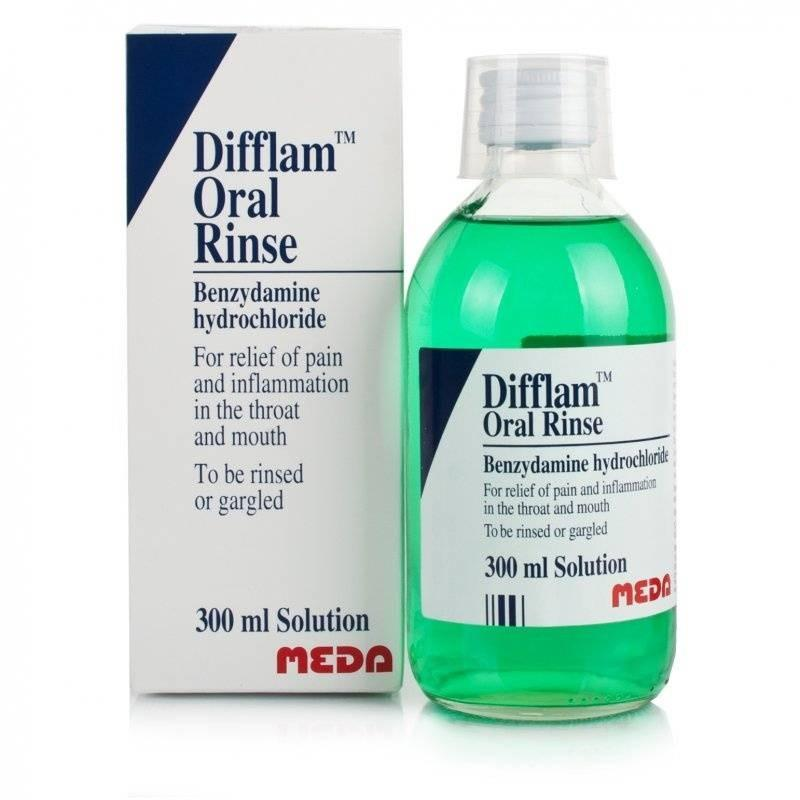 Difflam™
Oral
Rinse
Benzydamine
hydrochloride
For relief of pain
and inflammation
in the throat
and mouth
To be rinsed
or gargled
300 ml Solution
MEDA
Difflam™
Oral Rinse
Benzydamine hydrochloride
For relief of pain and inflammation
in the throat and mouth
To be rinsed or gargled
300 ml Solution
MEDA